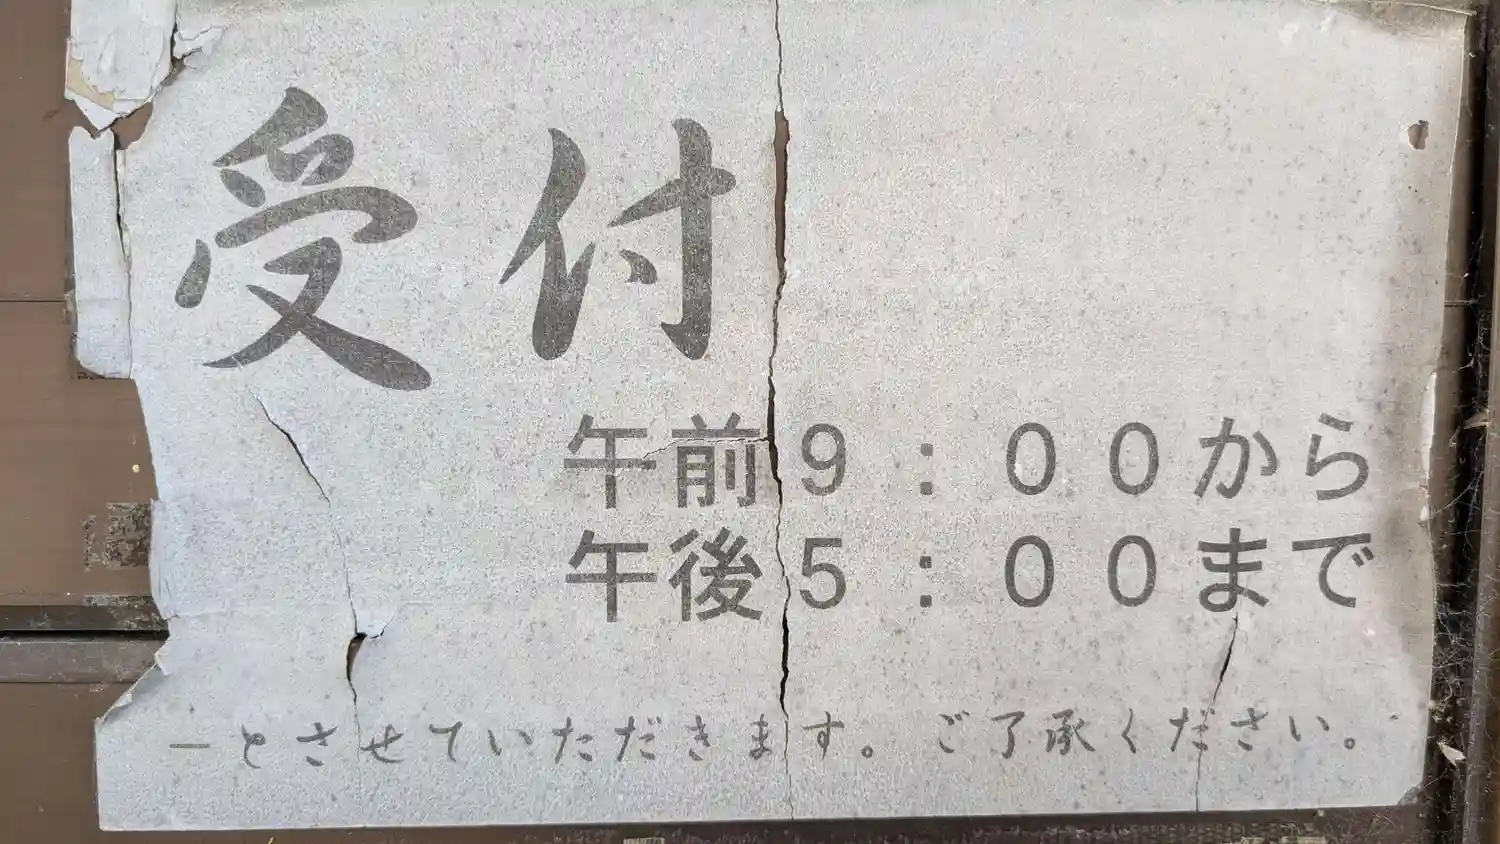 受付
午前9:00から
午後5:00まで
ーとさせていただきます。ご了承ください。